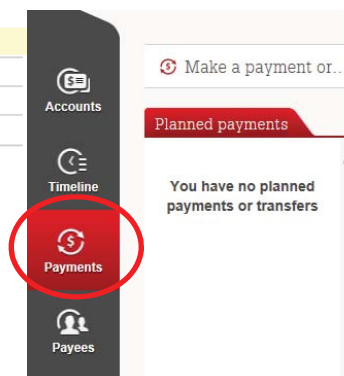 Accounts
Timeline
Payments
Payees
Make a payment or...
Planned payments
You have no planned
payments or transfers